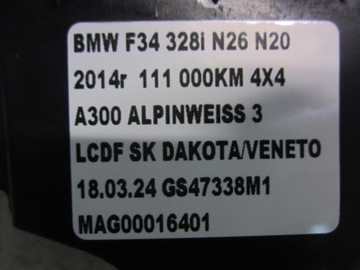 BMW F34 328i N26 N20
2014r 111 000KM 4X4
A300 ALPINWEISS 3
LCDF SK DAKOTA/VENETO
18.03.24 GS47338M1
MAG00016401